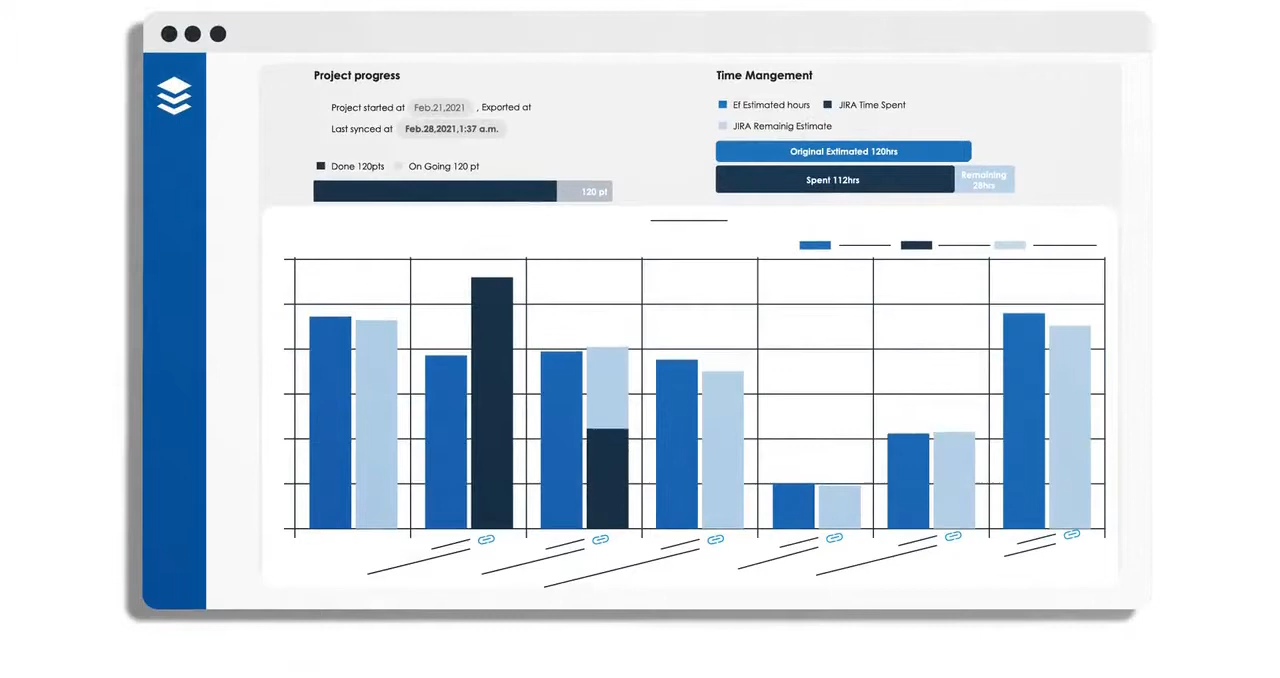 Project progress
Project started at Feb.21,2021 , Exported at
Last synced at Feb.28,2021,1:37 a.m.
Done 120pts On Going 120 pt
120 pt
Time Mangement
Ef Estimated hours JIRA Time Spent
JIRA Remainig Estimate
Original Extimated 120hrs
Spent 112hrs
Remaining
28hrs